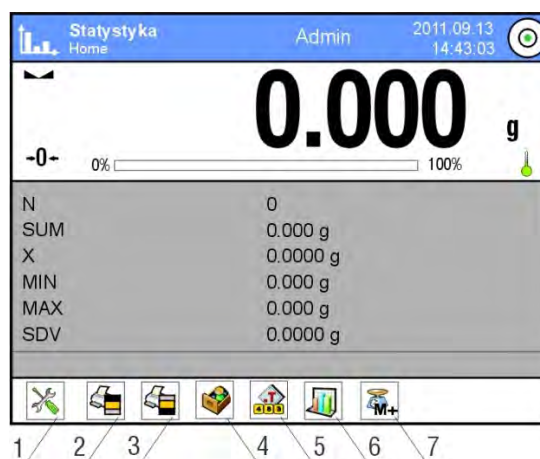 Statystyka
Home
Admin
2011.09.13
14:43:03
0.000 g
→0←
0% 100%
N 0
SUM 0.000 g
X 0.0000 g
MIN 0.000 g
MAX 0.000 g
SDV 0.0000 g
T
M+
1 2 3 4 5 6 7